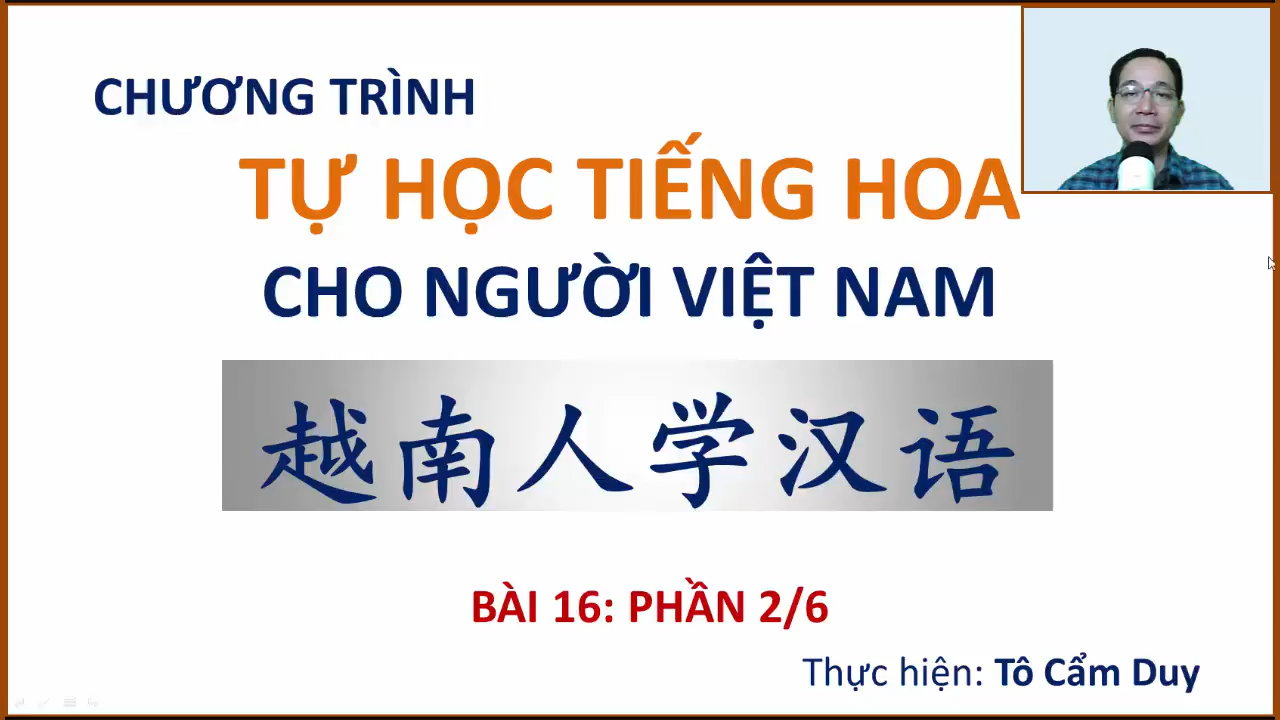 CHƯƠNG TRÌNH
TỰ HỌC TIẾNG HOA
CHO NGƯỜI VIỆT NAM
越南人学汉语
BÀI 16: PHẦN 2/6
Thực hiện: Tô Cẩm Duy